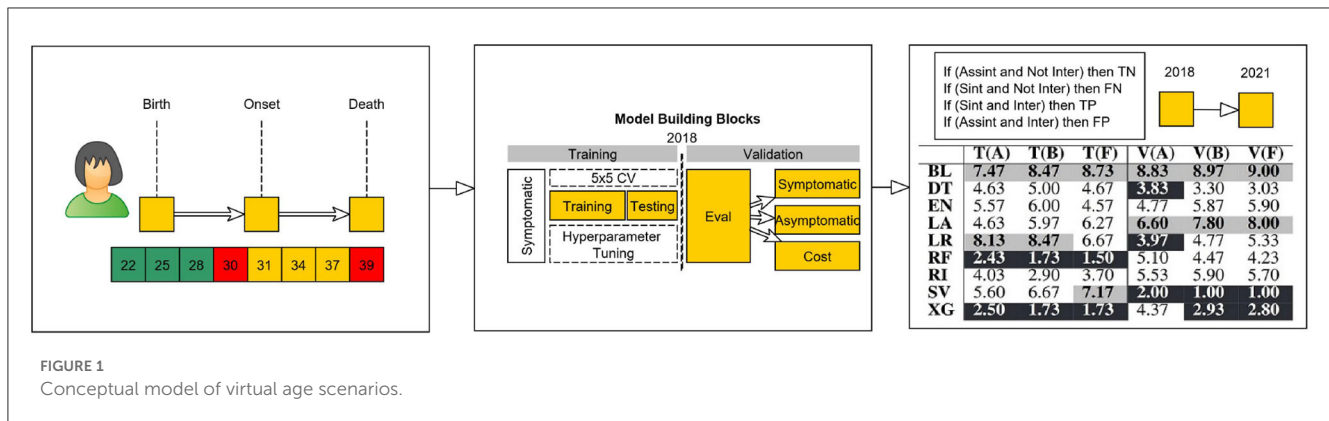 Birth Onset Death
22 25 28 30 31 34 37 39
Model Building Blocks
2018
Training Validation
Symptomatic
5x5 CV
Training Testing
Hyperparameter
Tuning
Eval
Symptomatic
Asymptomatic
Cost
If (Assint and Not Inter) then TN
If (Sint and Not Inter) then FN
If (Sint and Inter) then TP
If (Assint and Inter) then FP
2018 2021
T(A) T(B) T(F) V(A) V(B) V(F)
BL 7.47 8.47 8.73 8.83 8.97 9.00
DT 4.63 5.00 4.67 3.83 3.30 3.03
EN 5.57 6.00 4.57 4.77 5.87 5.90
LA 4.63 5.97 6.27 6.60 7.80 8.00
LR 8.13 8.47 6.67 3.97 4.77 5.33
RF 2.43 1.73 1.50 5.10 4.47 4.23
RI 4.03 2.90 3.70 5.53 5.90 5.70
SV 5.60 6.67 7.17 2.00 1.00 1.00
XG 2.50 1.73 1.73 4.37 2.93 2.80
FIGURE 1
Conceptual model of virtual age scenarios.